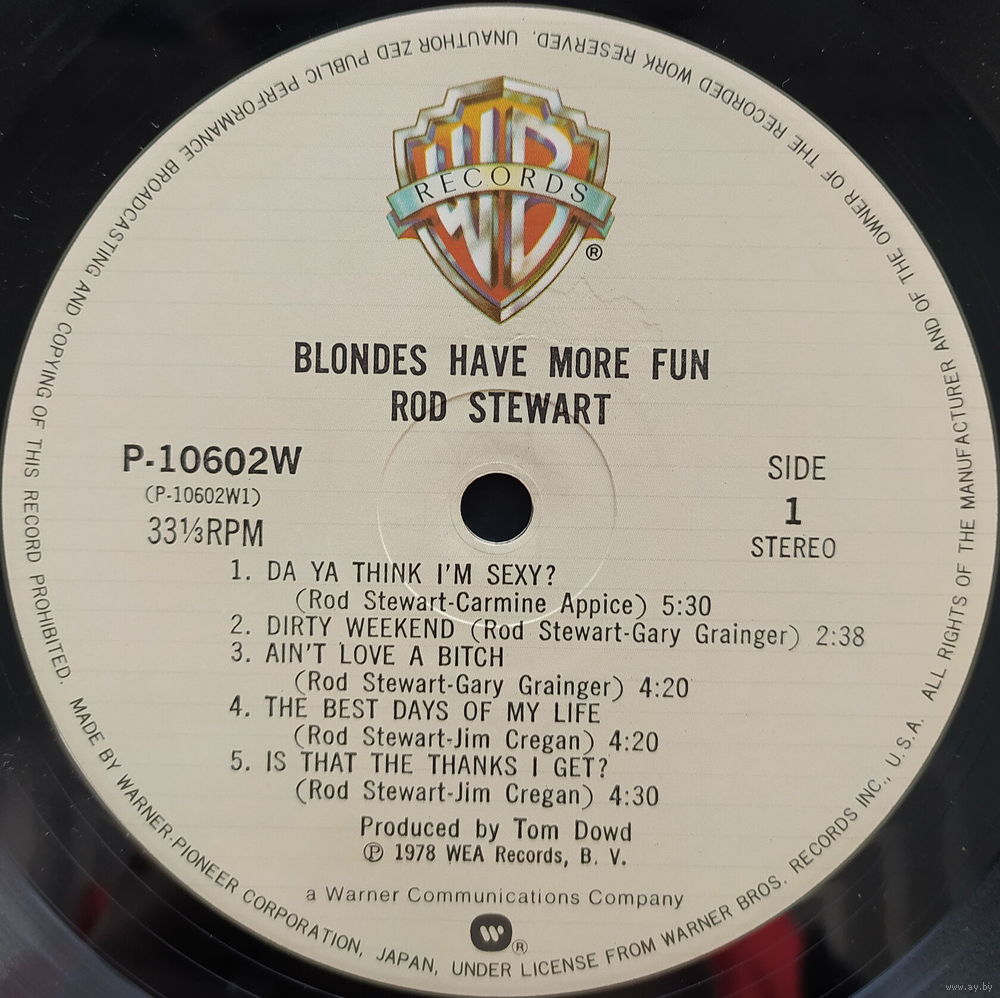 WB
RECORDS
®
BLONDES HAVE MORE FUN
ROD STEWART
P-10602W
(P-10602W1)
33⅓RPM
SIDE
1
STEREO
1. DA YA THINK I'M SEXY?
(Rod Stewart-Carmine Appice) 5:30
2. DIRTY WEEKEND (Rod Stewart-Gary Grainger) 2:38
3. AIN'T LOVE A BITCH
(Rod Stewart-Gary Grainger) 4:20
4. THE BEST DAYS OF MY LIFE
(Rod Stewart-Jim Cregan) 4:20
5. IS THAT THE THANKS I GET?
(Rod Stewart-Jim Cregan) 4:30
Produced by Tom Dowd
℗ 1978 WEA Records, B. V.
a Warner Communications Company
®
MADE BY WARNER-PIONEER CORPORATION, JAPAN, UNDER LICENSE FROM WARNER BROS. RECORDS INC., U.S.A. ALL RIGHTS OF THE MANUFACTURER AND OF THE OWNER OF THE RECORDED WORK RESERVED. UNAUTHOR ZED PUBLIC PERFORMANCE BROADCASTING AND COPYING OF THIS RECORD PROHIBITED.
www.ay.by